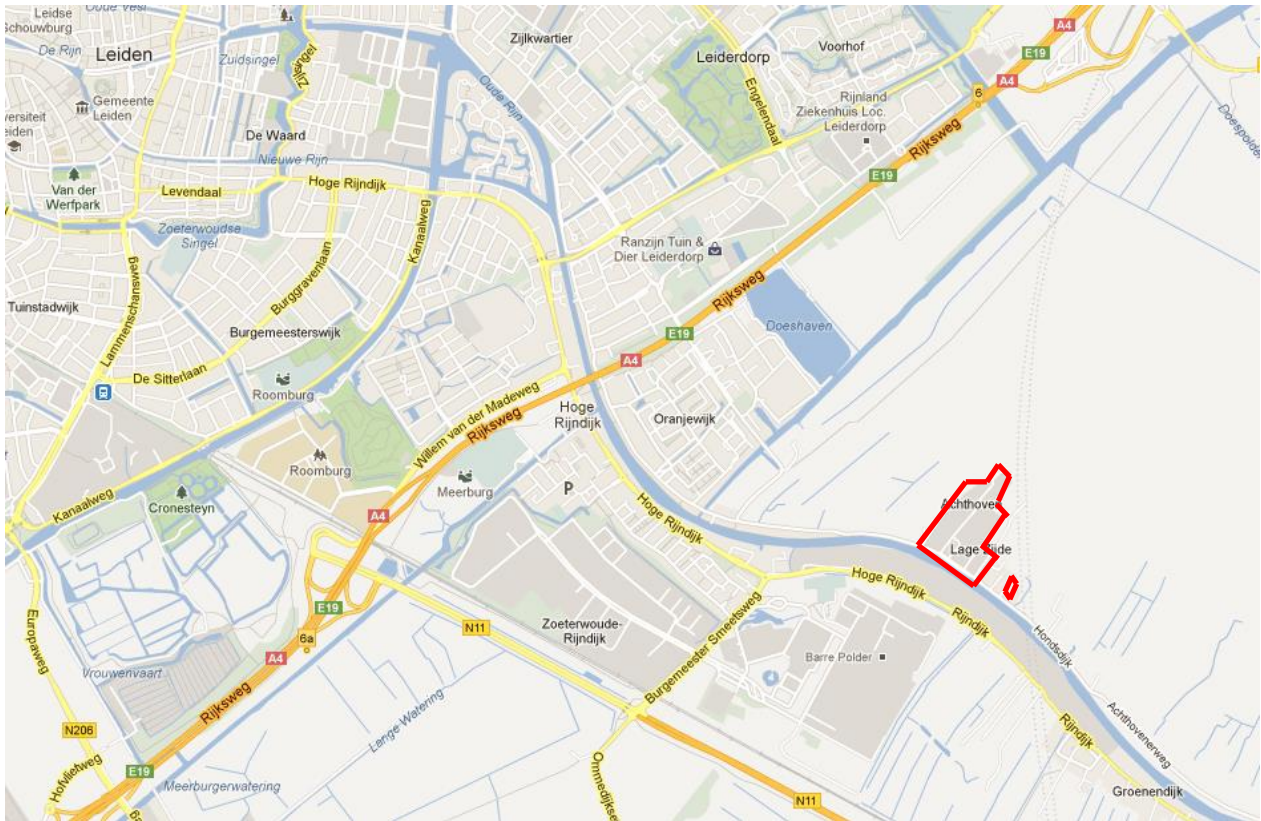 Leidse
Schouwburg
Oude Vest
De Rijn
Leiden
Zuidsingel
Zijlsingel
Zijlkwartier
Oude Rijn
Leiderdorp
Voorhof
Engelendaal
A4
E19
A4
6
Rijnland
Ziekenhuis Loc.
Leiderdorp
Rijksweg
E19
Doespolder
Gemeente
Leiden
De Waard
Nieuwe Rijn
Van der
Werfpark
Levendaal
Hoge Rijndijk
Kanaalweg
Zoeterwoudse
Singel
Ranzijn Tuin &
Dier Leiderdorp
Rijksweg
Doeshaven
E19
A4
Tuinstadwijk
Lammenschansweg
Burggravenlaan
Burgemeesterswijk
De Sitterlaan
Roomburg
Willem van der Madeweg
Rijksweg
Hoge
Rijndijk
Oranjewijk
Roomburg
Meerburg
P
Cronesteyn
Kanaalweg
A4
Hoge Rijndijk
Achthoven
Lage Zijde
Hoge Rijndijk
Rijndijk
E19
6a
N11
Zoeterwoude-
Rijndijk
Burgemeester Smeetsweg
Barre Polder
Hondsdijk
Europaweg
Vrouwenvaart
A4
Rijksweg
Lange Watering
N206
Hofvlietweg
E19
Meerburgerwatering
Ommedijkse
N11
Rijndijk
Achthovenerweg
Groenendijk